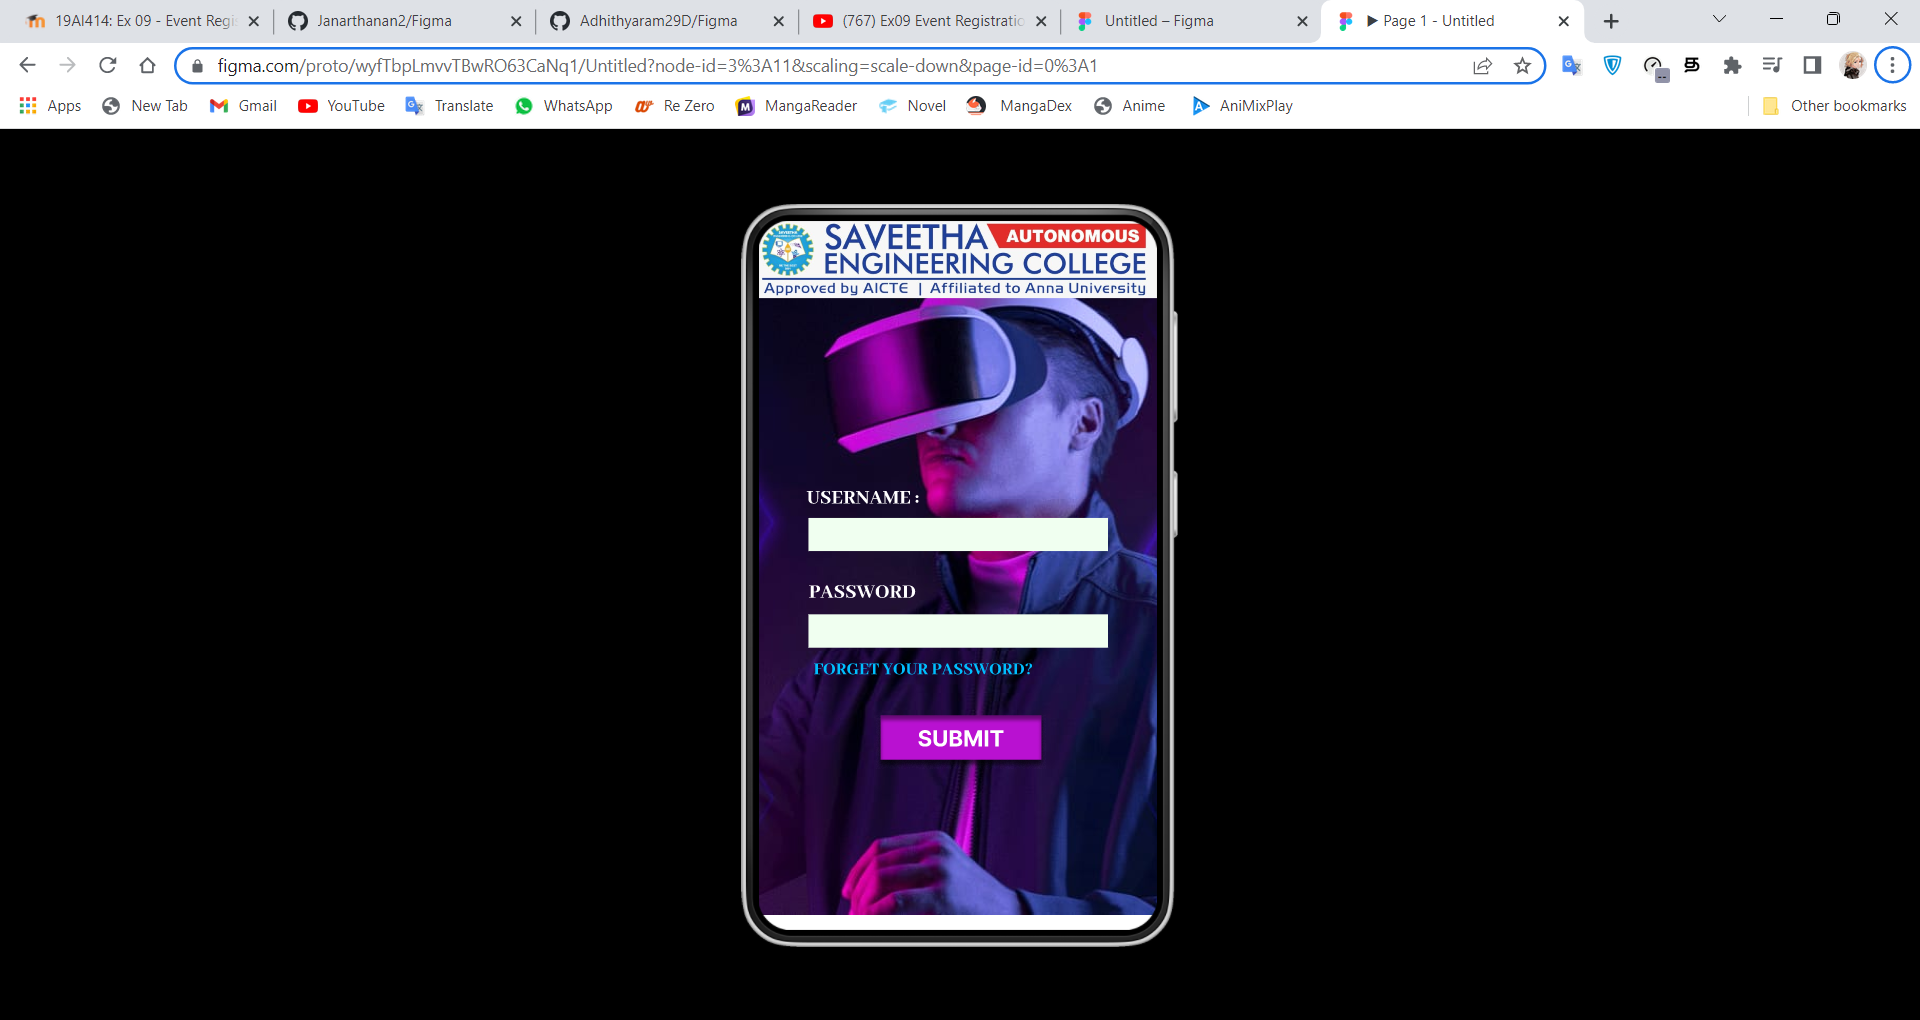 19AI414: Ex 09 - Event Regi
Janarthanan2/Figma
Adhithyaram29D/Figma
(767) Ex09 Event Registratio
Untitled – Figma
▶ Page 1 - Untitled
figma.com/proto/wyfTbpLmvvTBwRO63CaNq1/Untitled?node-id=3%3A11&scaling=scale-down&page-id=0%3A1
Apps
New Tab
Gmail
YouTube
Translate
WhatsApp
Re Zero
MangaReader
Novel
MangaDex
Anime
AniMixPlay
Other bookmarks
SAVEETHA AUTONOMOUS
ENGINEERING COLLEGE
Approved by AICTE | Affiliated to Anna University
USERNAME :
PASSWORD
FORGET YOUR PASSWORD?
SUBMIT